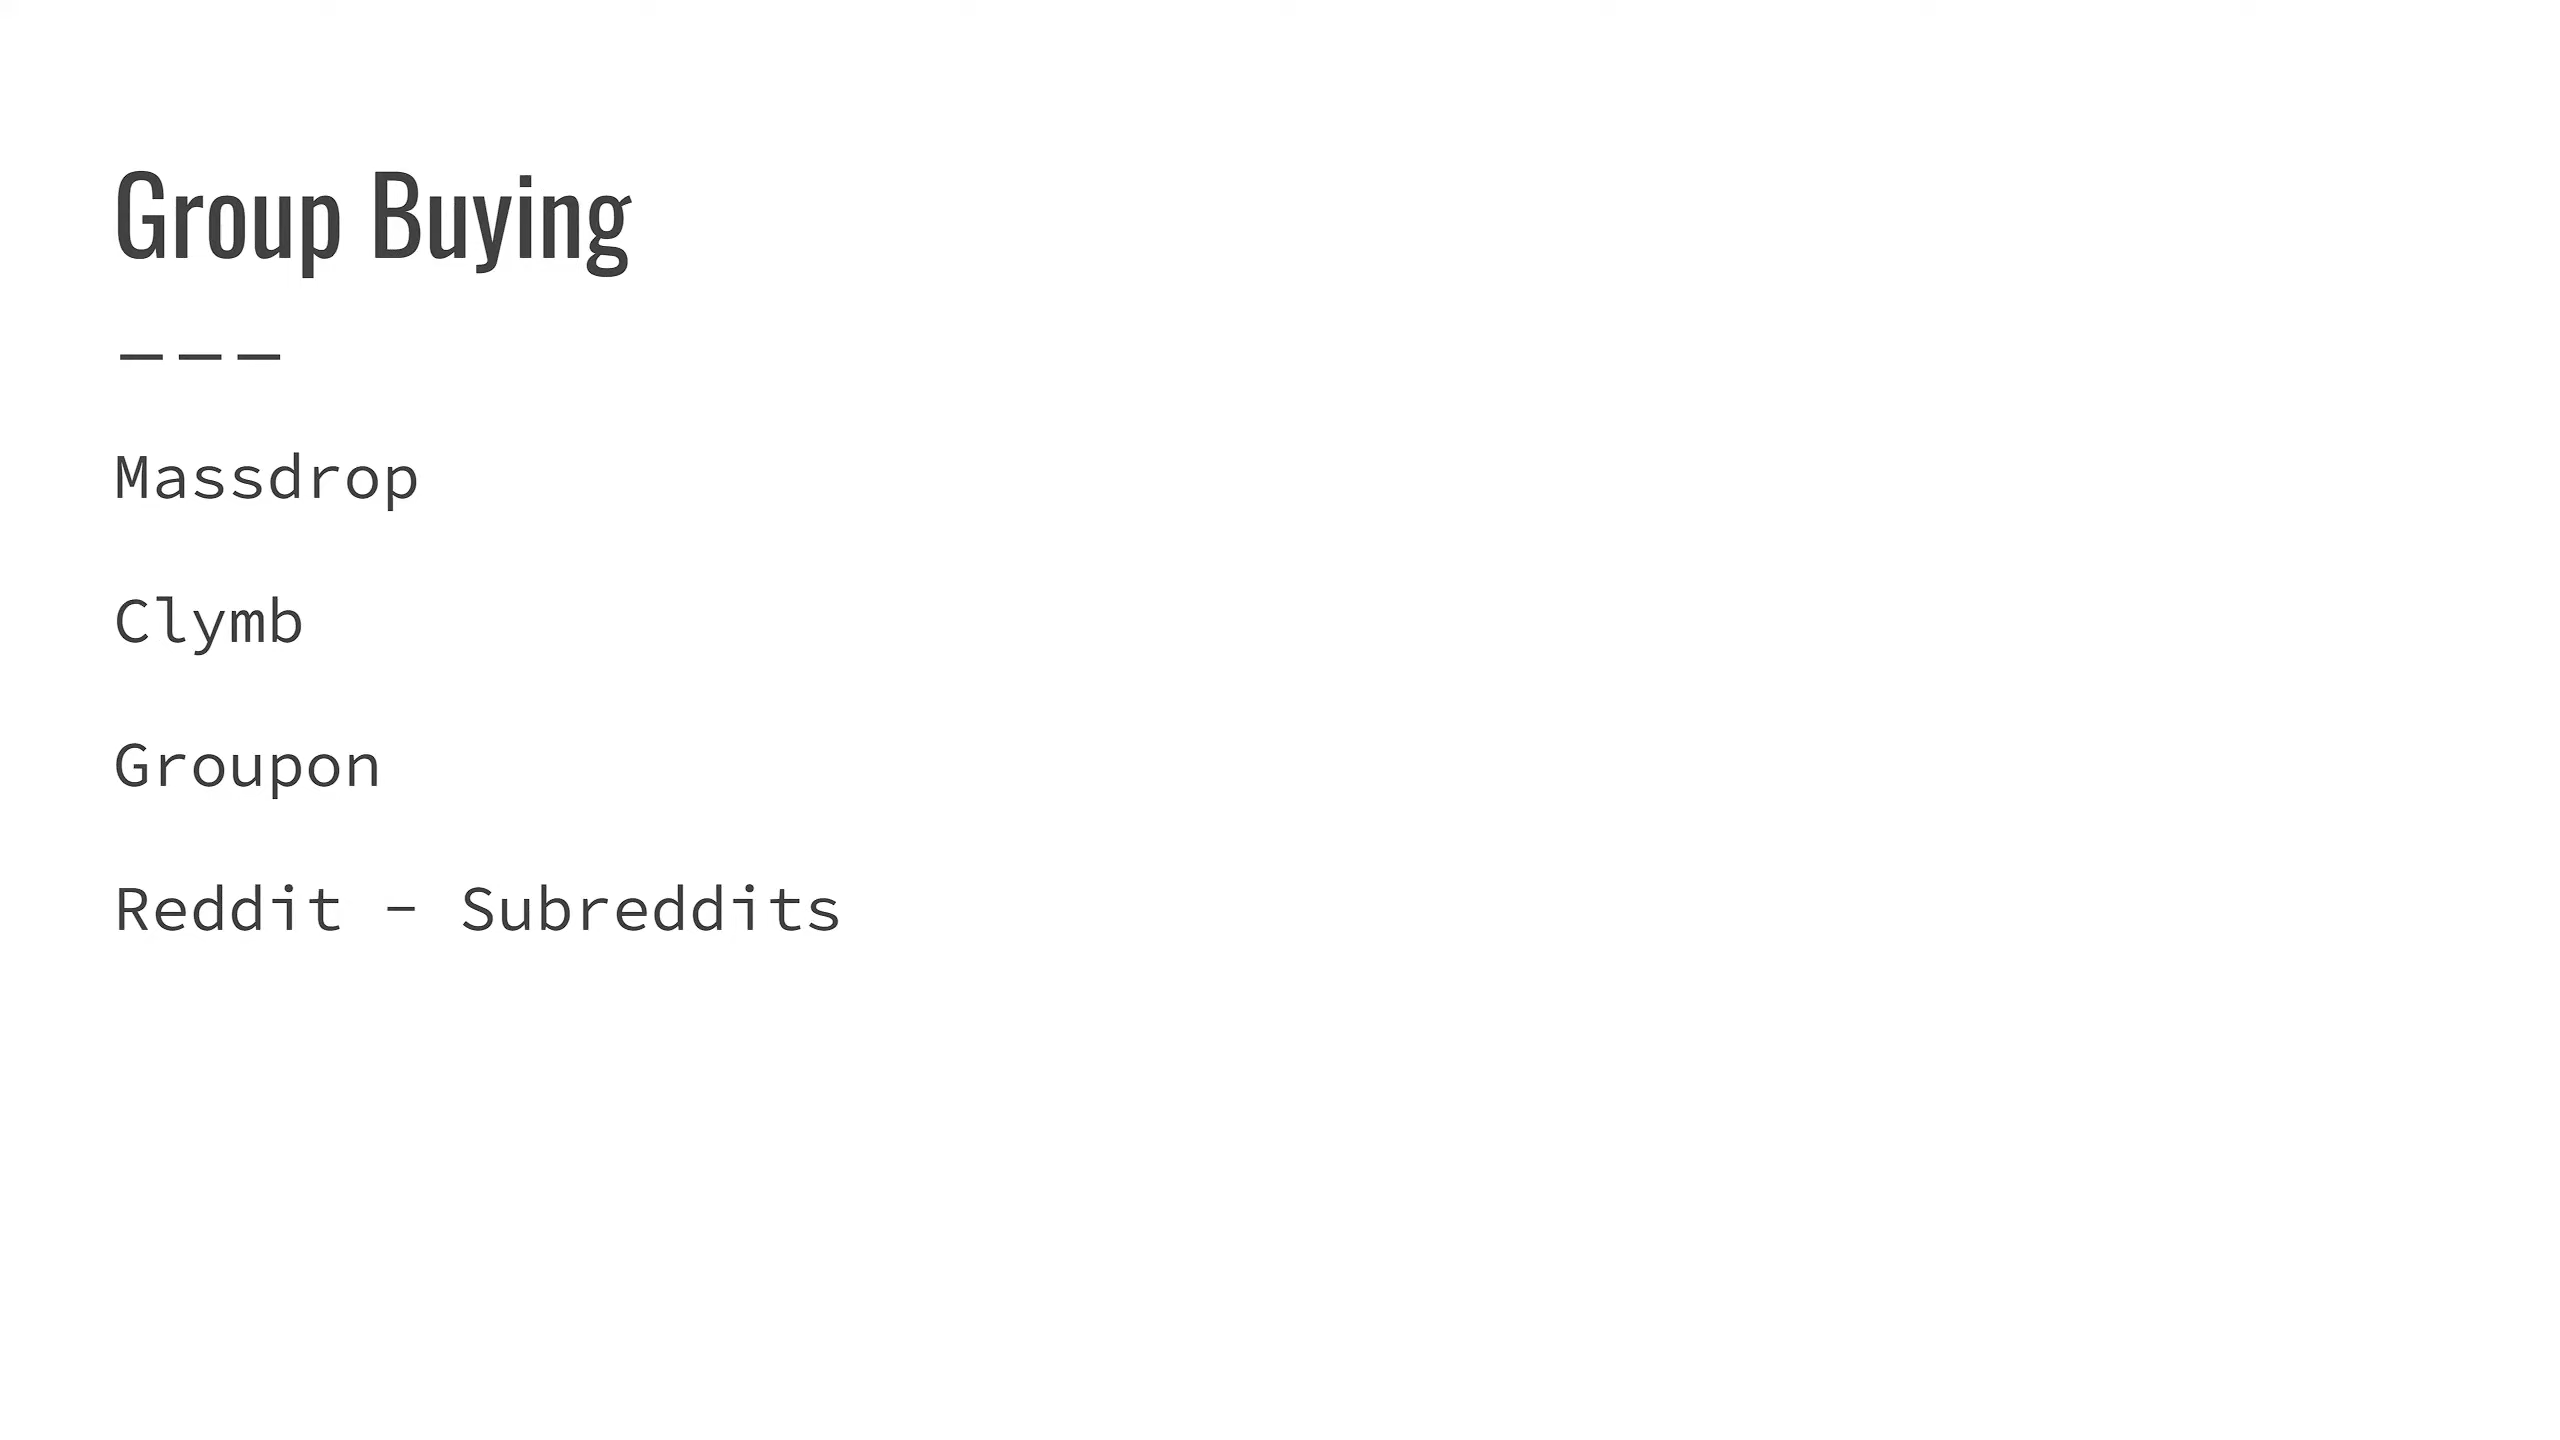 Group Buying
———
Massdrop
Clymb
Groupon
Reddit - Subreddits